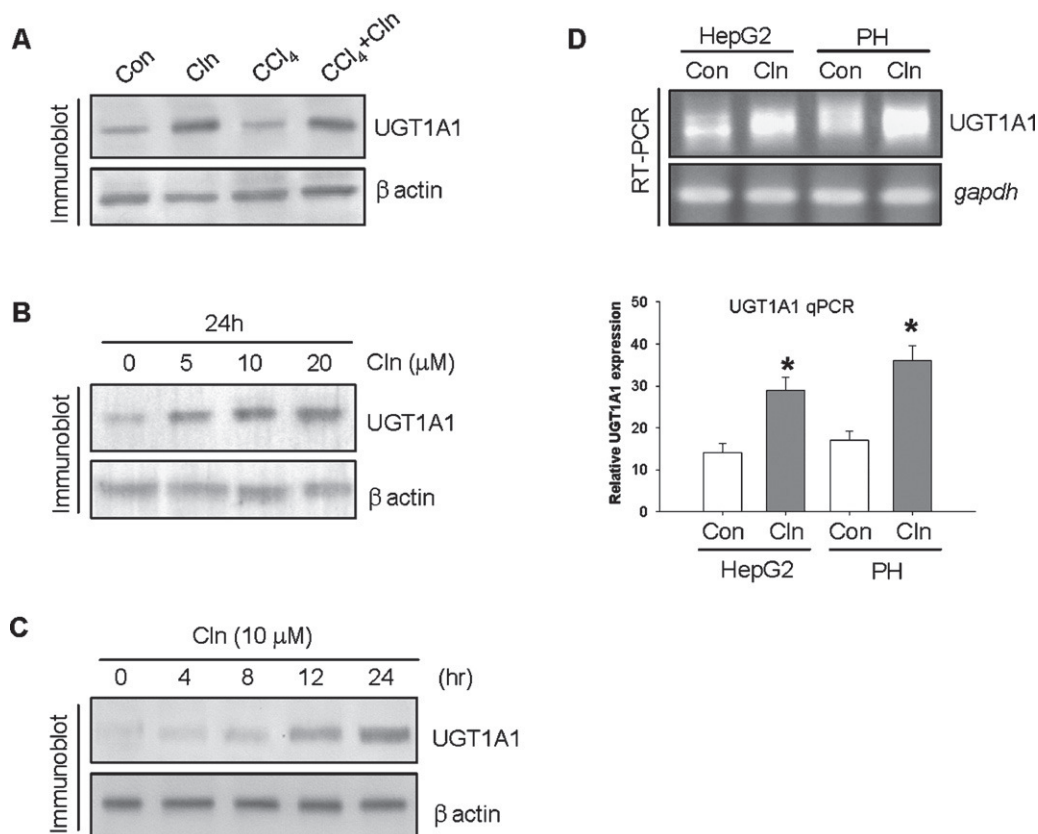 A
Con Cln CCl₄ CCl₄+Cln
Immunoblot
UGT1A1
β actin
B
24h
0 5 10 20 Cln (μM)
Immunoblot
UGT1A1
β actin
C
Cln (10 μM)
0 4 8 12 24 (hr)
Immunoblot
UGT1A1
β actin
D
HepG2 PH
Con Cln Con Cln
RT-PCR
UGT1A1
gapdh
UGT1A1 qPCR
Relative UGT1A1 expression
50
40
30
20
10
0
* *
Con Cln Con Cln
HepG2 PH